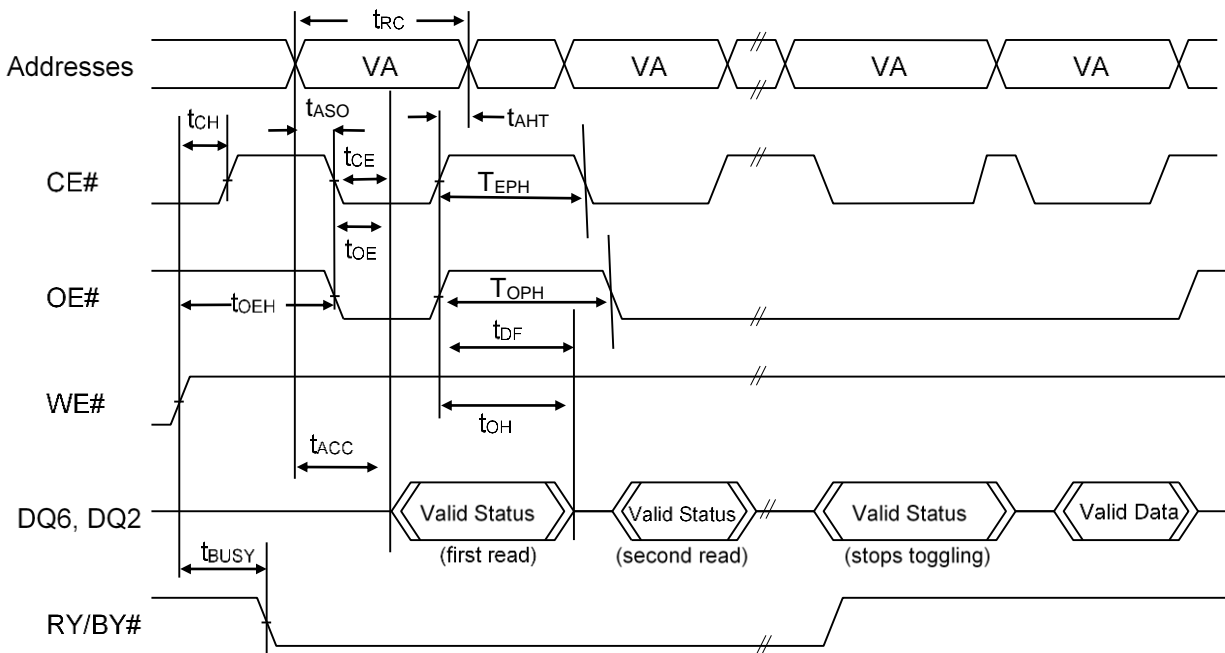 tRC
Addresses VA VA VA VA
tASO
tCH tAHT
tCE
CE# TEPH
tOE
OE# TOPH
tOEH
tDF
WE#
tOH
tACC
DQ6, DQ2 Valid Status Valid Status Valid Status Valid Data
(first read) (second read) (stops toggling)
tBUSY
RY/BY#